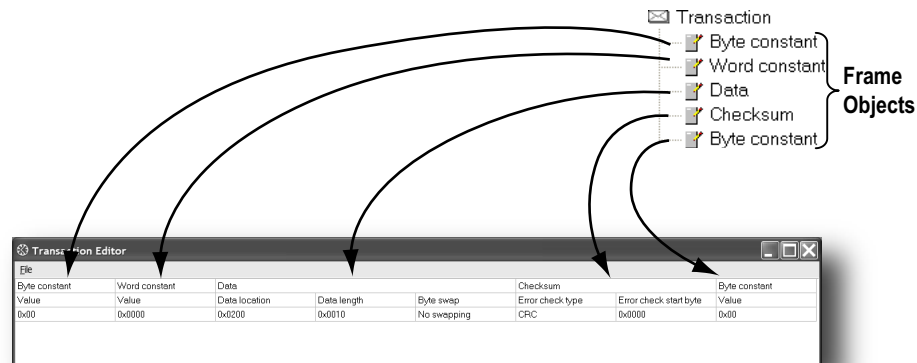 Transaction
Byte constant
Word constant
Data
Checksum
Byte constant
Frame
Objects
Transaction Editor
File
Byte constant Word constant Data Checksum Byte constant
Value Value Data location Data length Byte swap Error check type Error check start byte Value
0x00 0x0000 0x0200 0x0010 No swapping CRC 0x0000 0x00